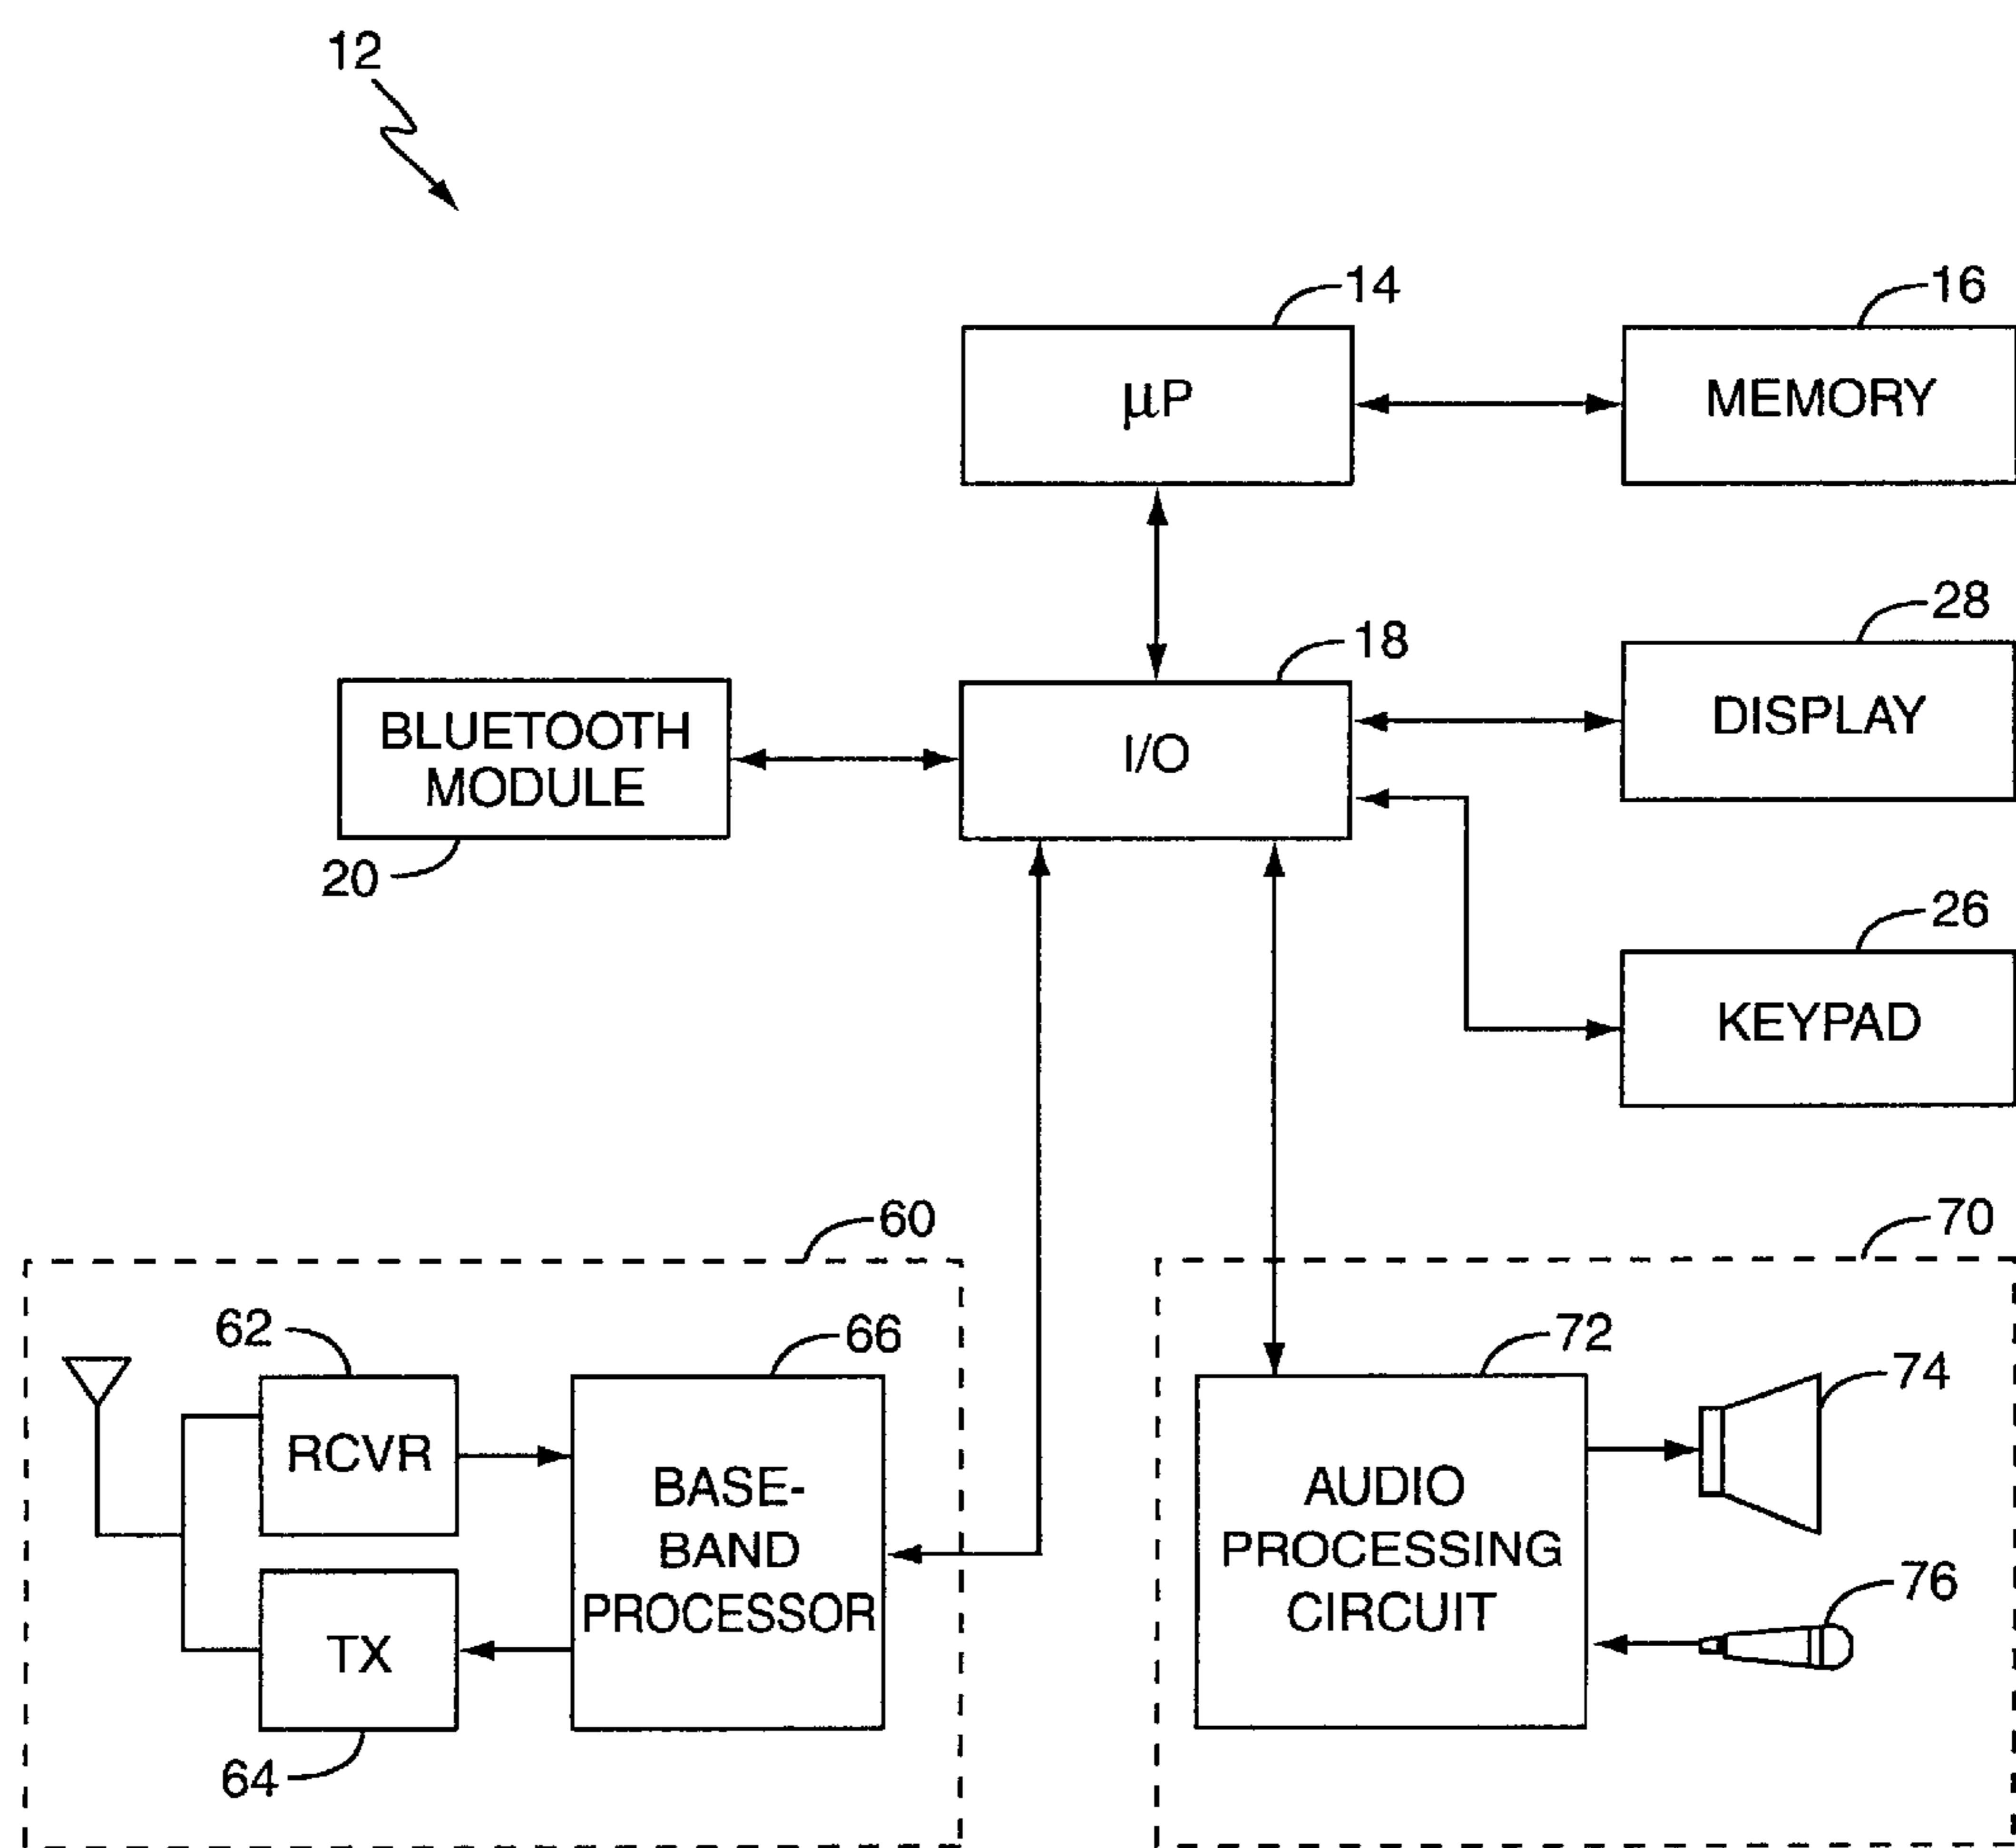 12
14
16
μP
MEMORY
18
28
BLUETOOTH
MODULE
I/O
DISPLAY
20
26
KEYPAD
60
70
62
66
72
74
RCVR
BASE-
BAND
PROCESSOR
AUDIO
PROCESSING
CIRCUIT
76
TX
64